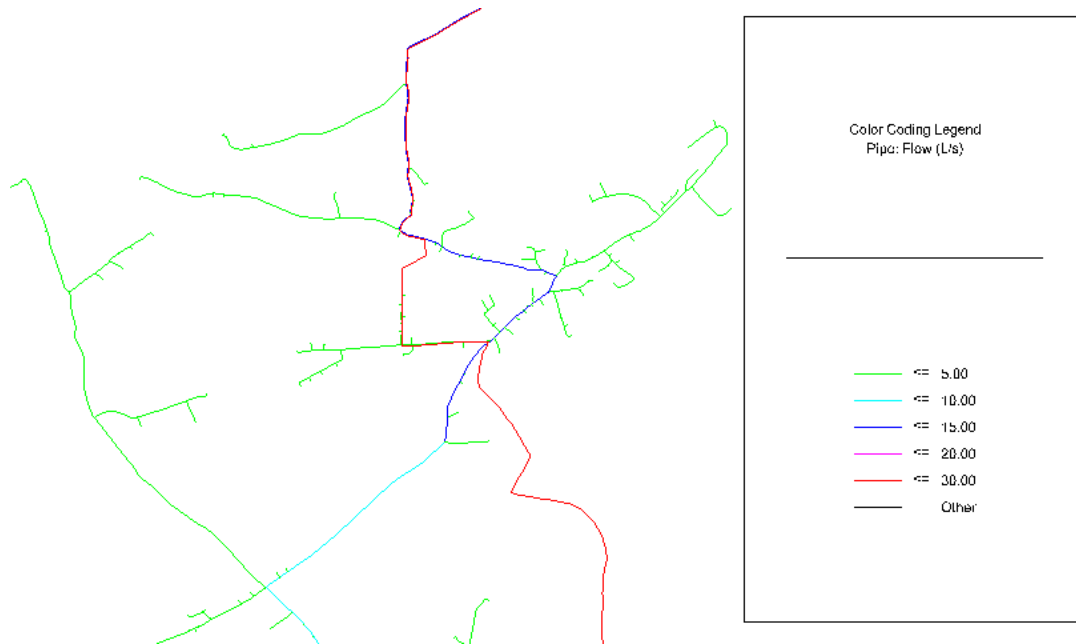 Color Coding Legend
Pipe: Flow (L/s)
<= 5.00
<= 10.00
<= 15.00
<= 20.00
<= 30.00
Other